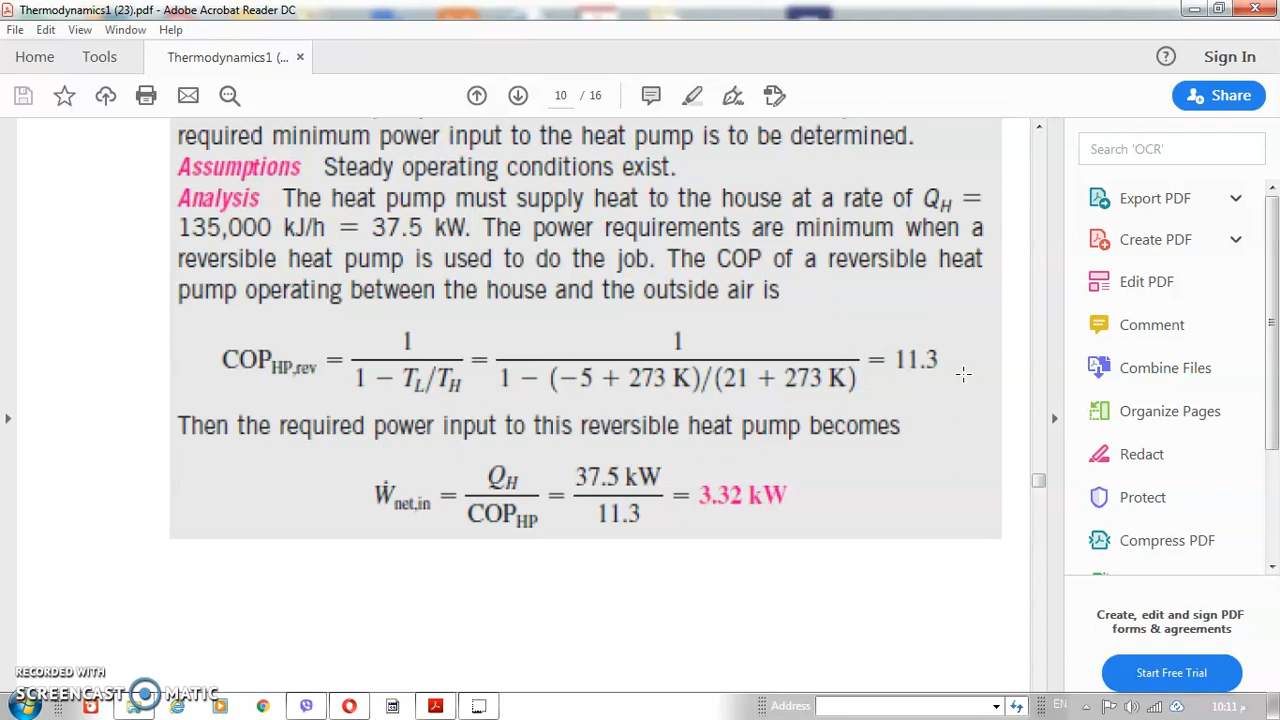 Thermodynamics1 (23).pdf - Adobe Acrobat Reader DC
File Edit View Window Help
Home Tools Thermodynamics1 (... × Sign In
10 / 16 Share
required minimum power input to the heat pump is to be determined.
Assumptions Steady operating conditions exist.
Analysis The heat pump must supply heat to the house at a rate of Q_H =
135,000 kJ/h = 37.5 kW. The power requirements are minimum when a
reversible heat pump is used to do the job. The COP of a reversible heat
pump operating between the house and the outside air is
COP_HP,rev = 1 / (1 − T_L/T_H) = 1 / (1 − (−5 + 273 K)/(21 + 273 K)) = 11.3
Then the required power input to this reversible heat pump becomes
Ẇ_net,in = Q_H / COP_HP = 37.5 kW / 11.3 = 3.32 kW
Search 'OCR'
Export PDF
Create PDF
Edit PDF
Comment
Combine Files
Organize Pages
Redact
Protect
Compress PDF
Create, edit and sign PDF
forms & agreements
Start Free Trial
RECORDED WITH
SCREENCAST MATIC
Address EN 10:11 م